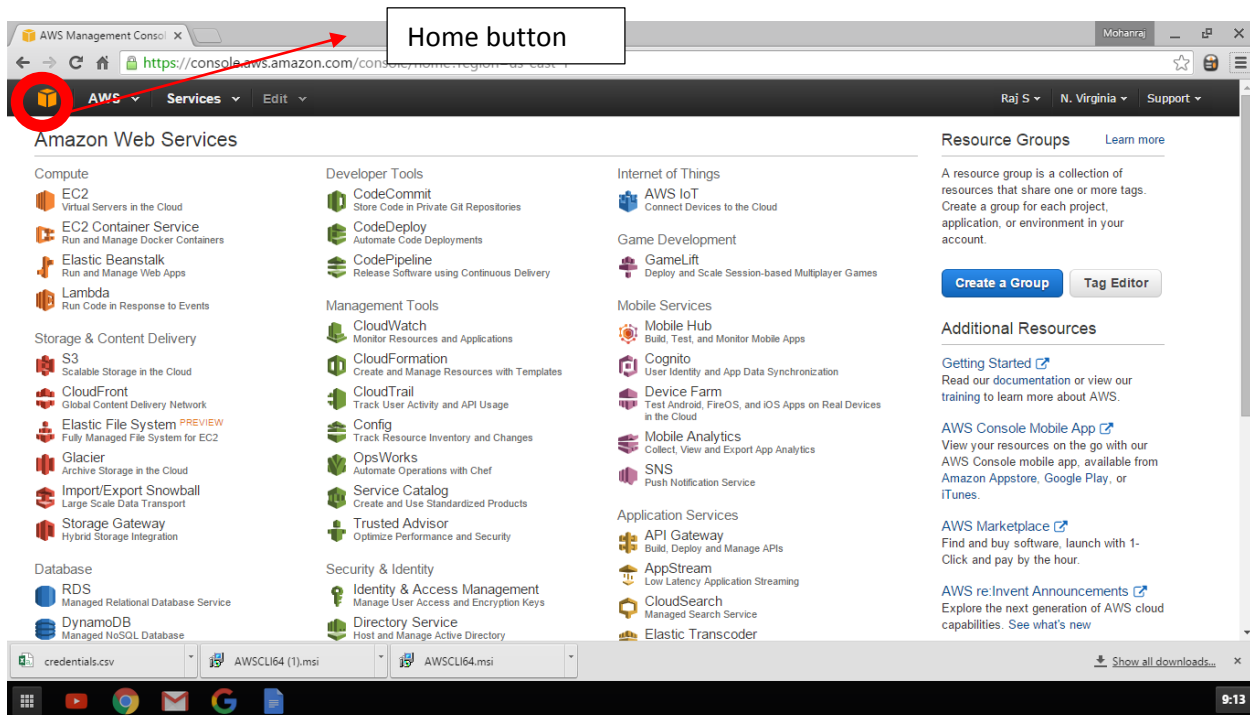 Home button
AWS Management Consol
Mohanraj
https://console.aws.amazon.com/console/home?region=us-east-1
AWS Services Edit
Raj S N. Virginia Support
Amazon Web Services
Compute
EC2
Virtual Servers in the Cloud
EC2 Container Service
Run and Manage Docker Containers
Elastic Beanstalk
Run and Manage Web Apps
Lambda
Run Code in Response to Events
Storage & Content Delivery
S3
Scalable Storage in the Cloud
CloudFront
Global Content Delivery Network
Elastic File System PREVIEW
Fully Managed File System for EC2
Glacier
Archive Storage in the Cloud
Import/Export Snowball
Large Scale Data Transport
Storage Gateway
Hybrid Storage Integration
Database
RDS
Managed Relational Database Service
DynamoDB
Managed NoSQL Database
Developer Tools
CodeCommit
Store Code in Private Git Repositories
CodeDeploy
Automate Code Deployments
CodePipeline
Release Software using Continuous Delivery
Management Tools
CloudWatch
Monitor Resources and Applications
CloudFormation
Create and Manage Resources with Templates
CloudTrail
Track User Activity and API Usage
Config
Track Resource Inventory and Changes
OpsWorks
Automate Operations with Chef
Service Catalog
Create and Use Standardized Products
Trusted Advisor
Optimize Performance and Security
Security & Identity
Identity & Access Management
Manage User Access and Encryption Keys
Directory Service
Host and Manage Active Directory
Internet of Things
AWS IoT
Connect Devices to the Cloud
Game Development
GameLift
Deploy and Scale Session-based Multiplayer Games
Mobile Services
Mobile Hub
Build, Test, and Monitor Mobile Apps
Cognito
User Identity and App Data Synchronization
Device Farm
Test Android, FireOS, and iOS Apps on Real Devices
in the Cloud
Mobile Analytics
Collect, View and Export App Analytics
SNS
Push Notification Service
Application Services
API Gateway
Build, Deploy and Manage APIs
AppStream
Low Latency Application Streaming
CloudSearch
Managed Search Service
Elastic Transcoder
Resource Groups Learn more
A resource group is a collection of
resources that share one or more tags.
Create a group for each project,
application, or environment in your
account.
Create a Group Tag Editor
Additional Resources
Getting Started
Read our documentation or view our
training to learn more about AWS.
AWS Console Mobile App
View your resources on the go with our
AWS Console mobile app, available from
Amazon Appstore, Google Play, or
iTunes.
AWS Marketplace
Find and buy software, launch with 1-
Click and pay by the hour.
AWS re:Invent Announcements
Explore the next generation of AWS cloud
capabilities. See what's new
credentials.csv AWSCLI64 (1).msi AWSCLI64.msi Show all downloads...
9:13